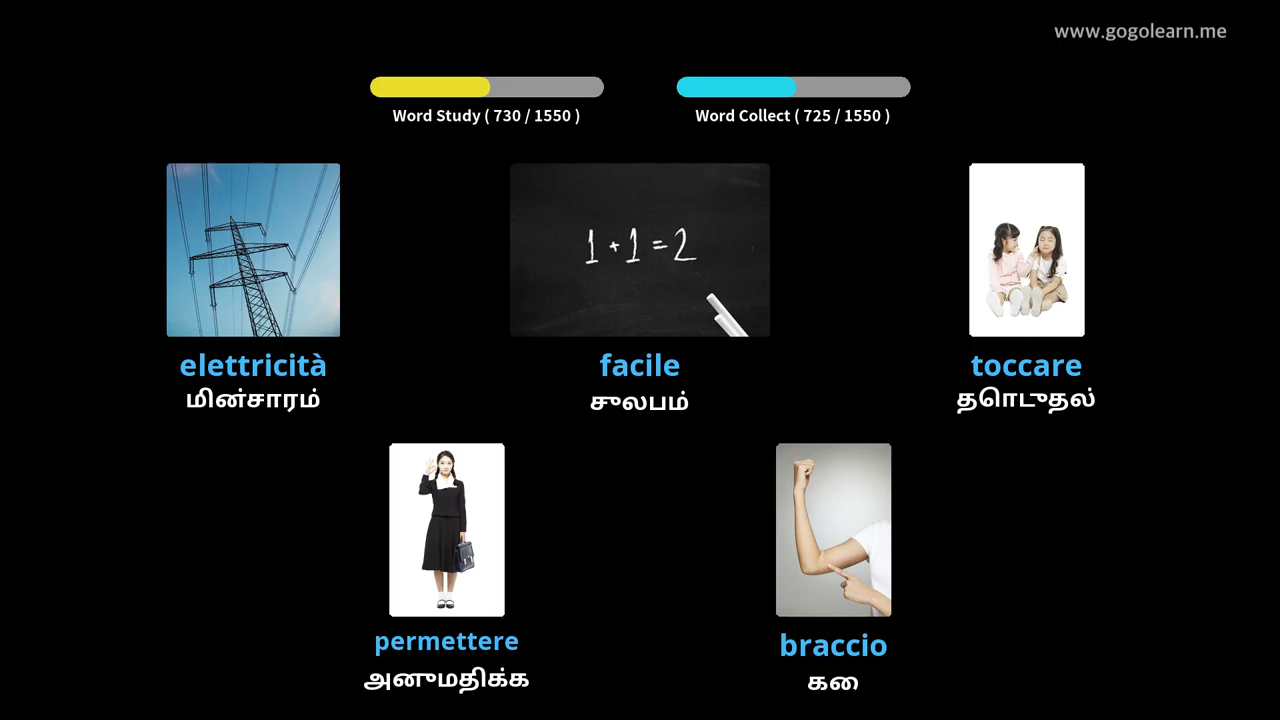 www.gogolearn.me
Word Study ( 730 / 1550 )
Word Collect ( 725 / 1550 )
1 + 1 = 2
elettricità
மின்சாரம்
facile
சுலபம்
toccare
தொடுதல்
permettere
அனுமதிக்க
braccio
கை